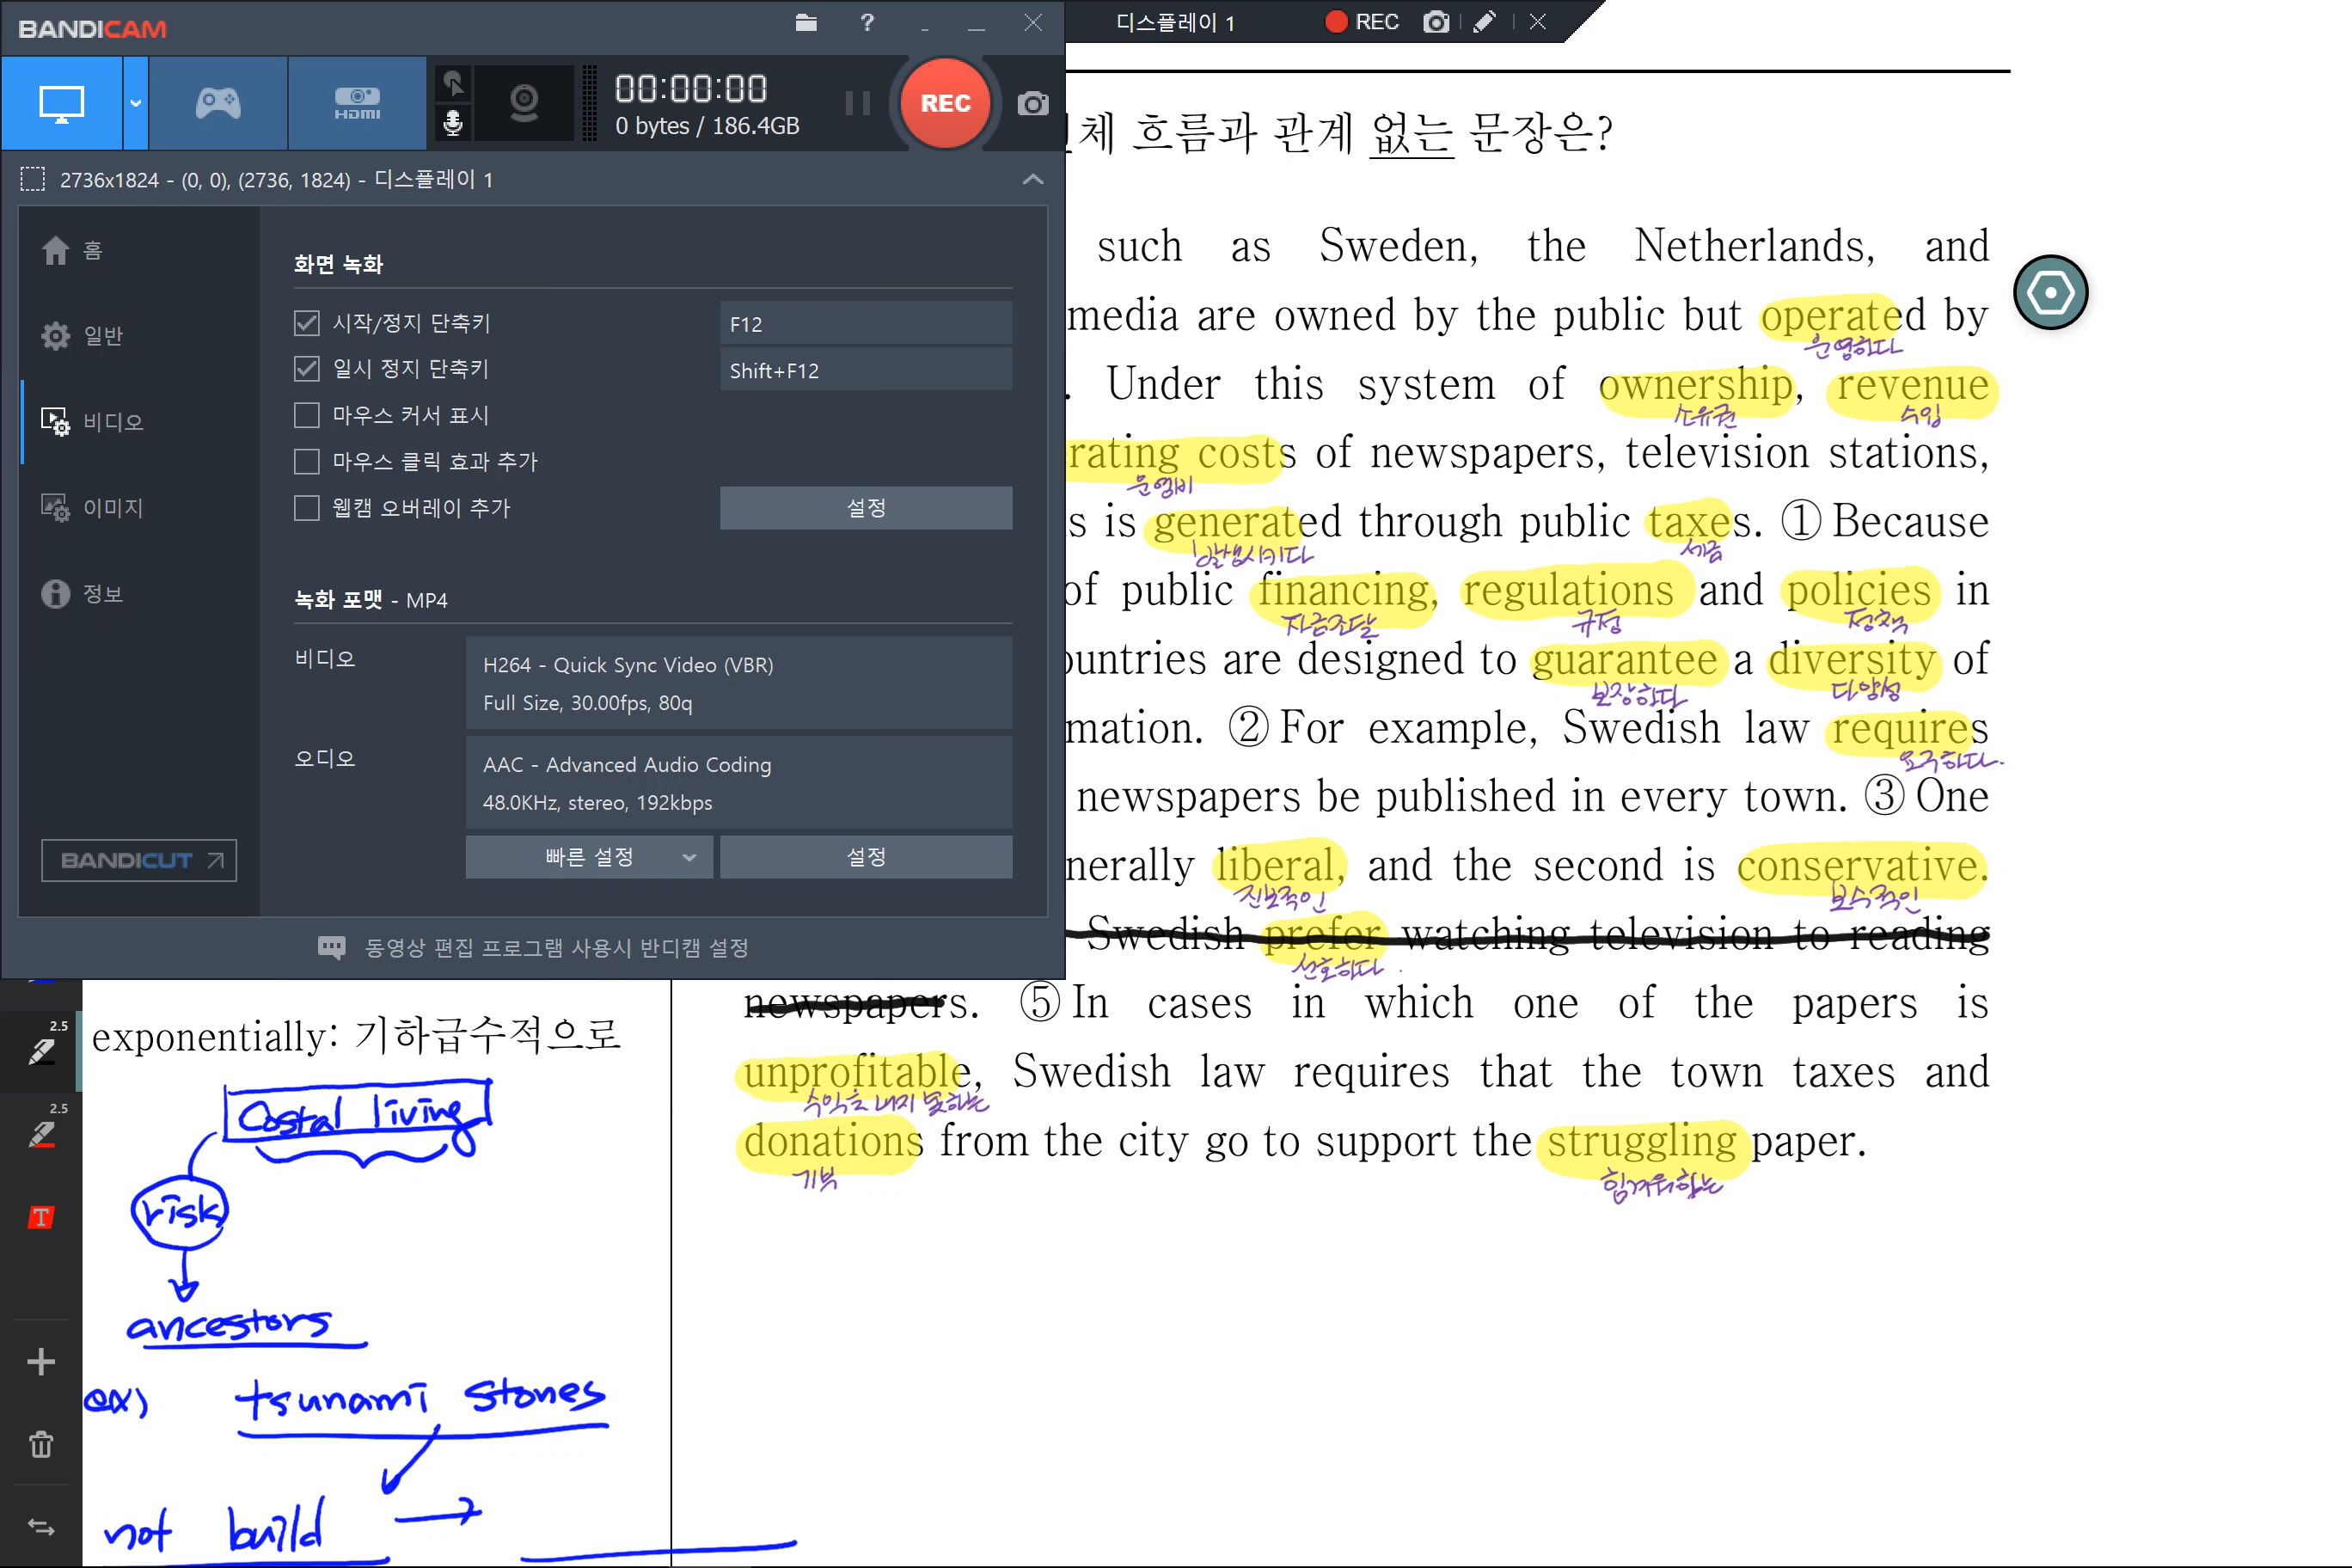 BANDICAM
?
디스플레이 1
REC
HDMI
00:00:00
0 bytes / 186.4GB
REC
2736x1824 - (0, 0), (2736, 1824) - 디스플레이 1
홈
일반
비디오
이미지
정보
BANDICUT
화면 녹화
시작/정지 단축키
F12
일시 정지 단축키
Shift+F12
마우스 커서 표시
마우스 클릭 효과 추가
웹캠 오버레이 추가
설정
녹화 포맷 - MP4
비디오
H264 - Quick Sync Video (VBR)
Full Size, 30.00fps, 80q
오디오
AAC - Advanced Audio Coding
48.0KHz, stereo, 192kbps
빠른 설정
설정
동영상 편집 프로그램 사용시 반디캠 설정
체 흐름과 관계 없는 문장은?
such as Sweden, the Netherlands, and
media are owned by the public but operated by
운영하다
. Under this system of ownership, revenue
소유권
수입
rating costs of newspapers, television stations,
운영비
s is generated through public taxes. ① Because
발생시키다
세금
of public financing, regulations and policies in
자금조달
규정
정책
ountries are designed to guarantee a diversity of
보장하다
다양성
mation. ② For example, Swedish law requires
요구하다.
newspapers be published in every town. ③ One
nerally liberal, and the second is conservative.
진보적인
보수적인
Swedish prefer watching television to reading
선호하다.
newspapers. ⑤ In cases in which one of the papers is
unprofitable, Swedish law requires that the town taxes and
수익을 내지 못하는
donations from the city go to support the struggling paper.
기부
힘겨워하는
2.5
2.5
T
exponentially: 기하급수적으로
Costal living
risk
ancestors
ex) tsunami stones
not build